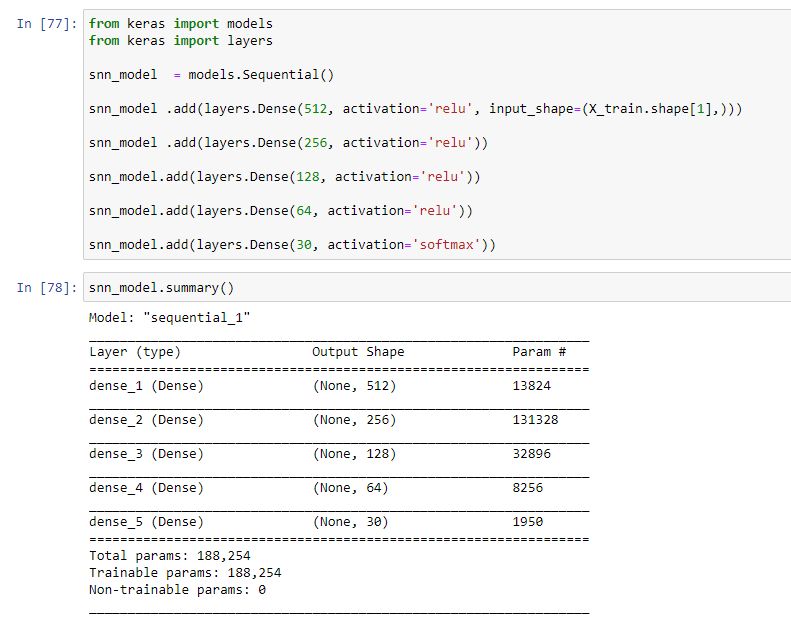 In [77]: from keras import models
from keras import layers
snn_model  = models.Sequential()
snn_model .add(layers.Dense(512, activation='relu', input_shape=(X_train.shape[1],)))
snn_model .add(layers.Dense(256, activation='relu'))
snn_model.add(layers.Dense(128, activation='relu'))
snn_model.add(layers.Dense(64, activation='relu'))
snn_model.add(layers.Dense(30, activation='softmax'))
In [78]: snn_model.summary()
Model: "sequential_1"
_________________________________________________________________
Layer (type)                 Output Shape              Param #
=================================================================
dense_1 (Dense)              (None, 512)               13824
_________________________________________________________________
dense_2 (Dense)              (None, 256)               131328
_________________________________________________________________
dense_3 (Dense)              (None, 128)               32896
_________________________________________________________________
dense_4 (Dense)              (None, 64)                8256
_________________________________________________________________
dense_5 (Dense)              (None, 30)                1950
=================================================================
Total params: 188,254
Trainable params: 188,254
Non-trainable params: 0
_________________________________________________________________